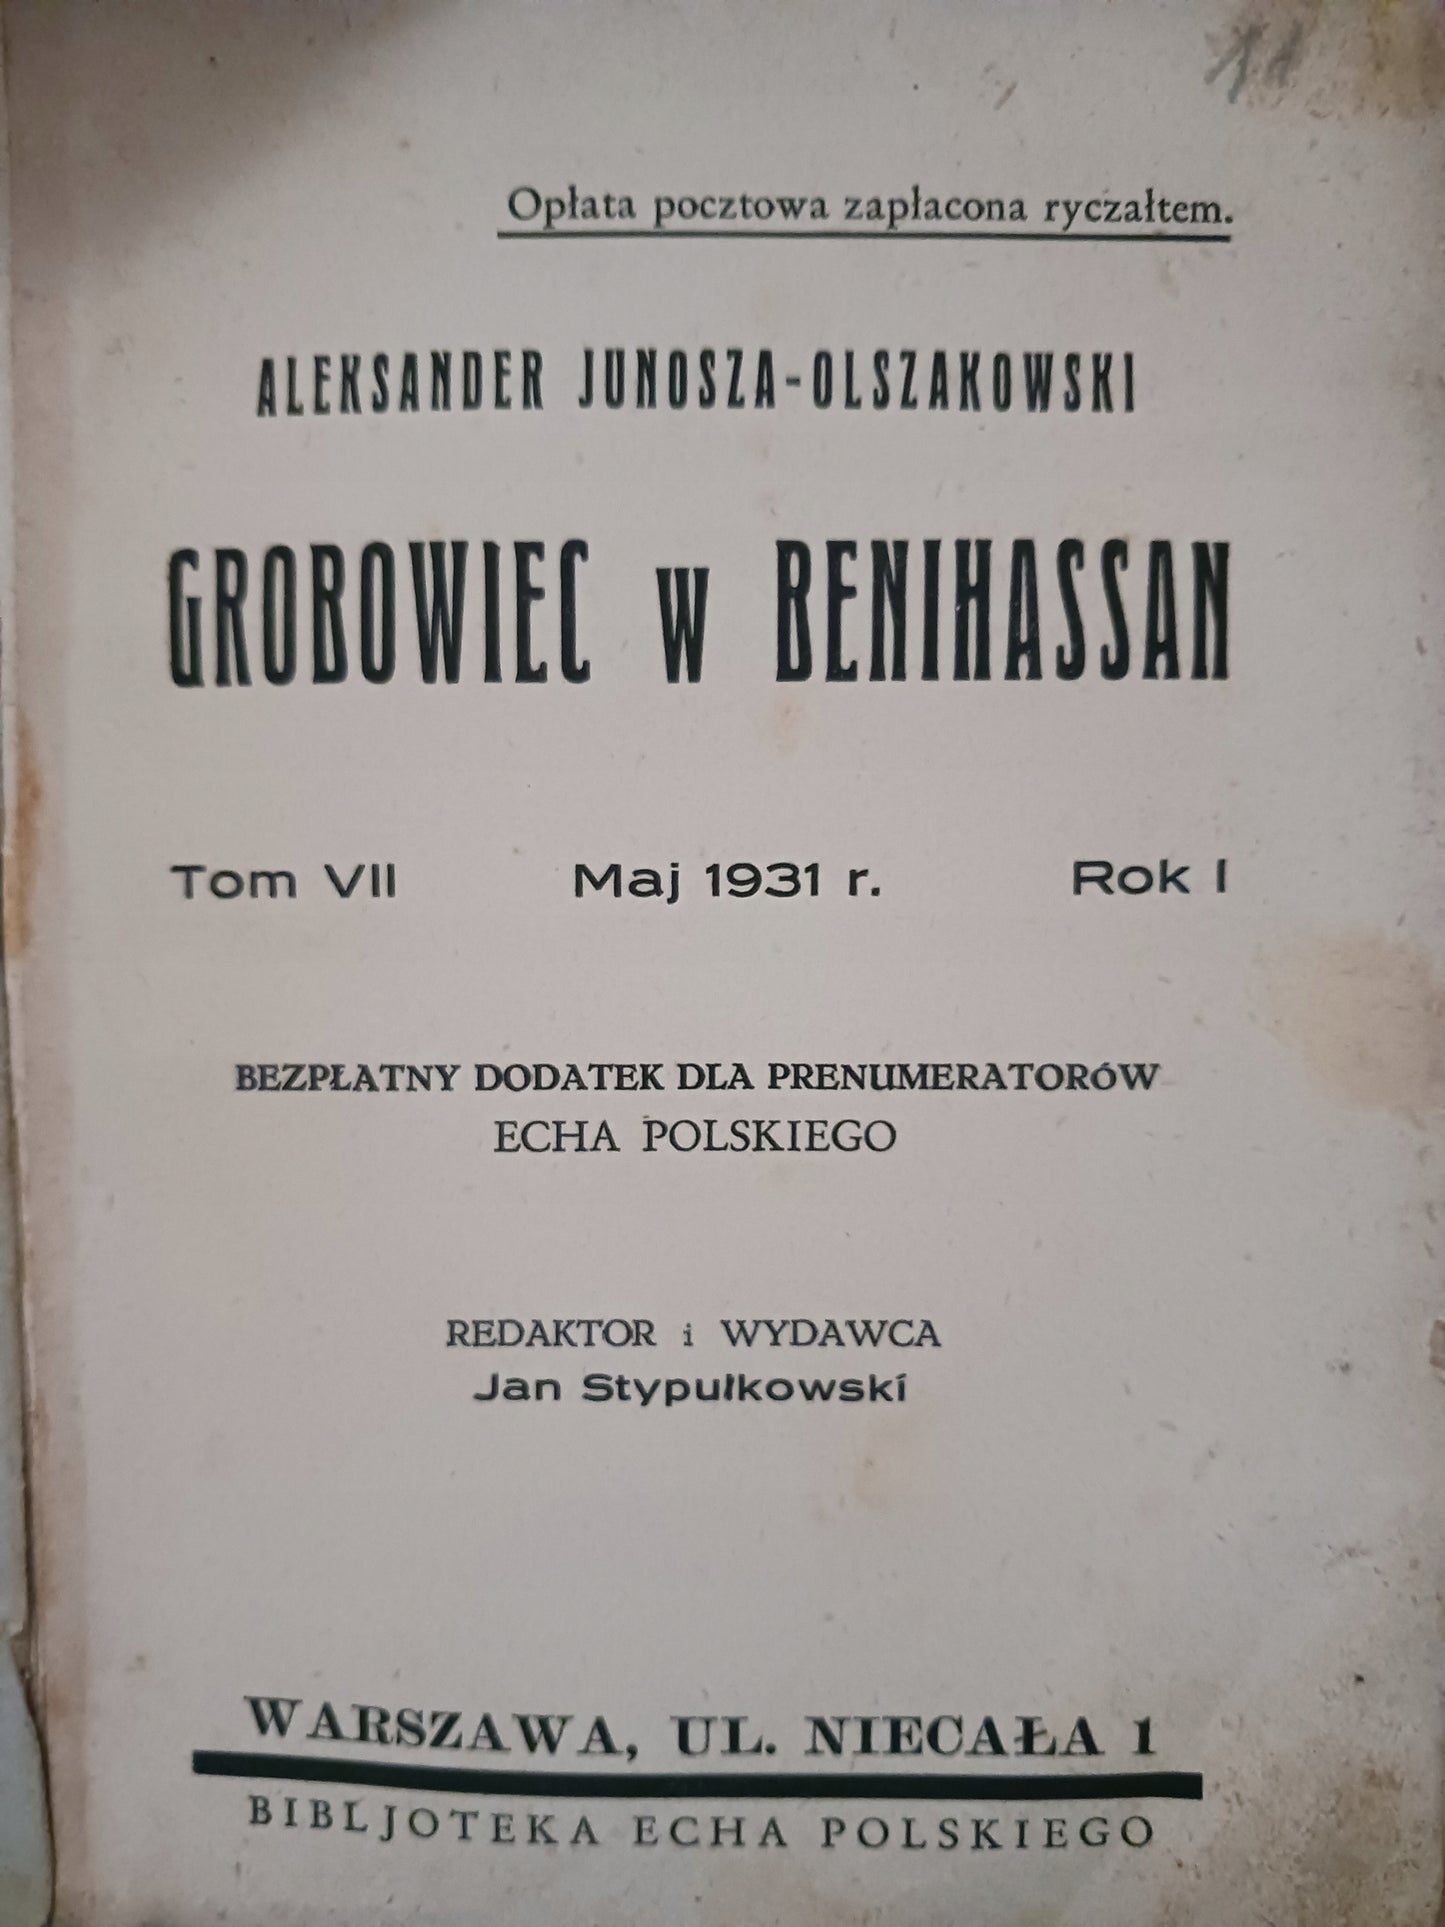 Opłata pocztowa zapłacona ryczałtem.
ALEKSANDER JUNOSZA-OLSZAKOWSKI
GROBOWIEC w BENIHASSAN
Tom VII Maj 1931 r. Rok I
BEZPŁATNY DODATEK DLA PRENUMERATORÓW
ECHA POLSKIEGO
REDAKTOR i WYDAWCA
Jan Stypułkowski
WARSZAWA, UL. NIECAŁA 1
BIBLJOTEKA ECHA POLSKIEGO